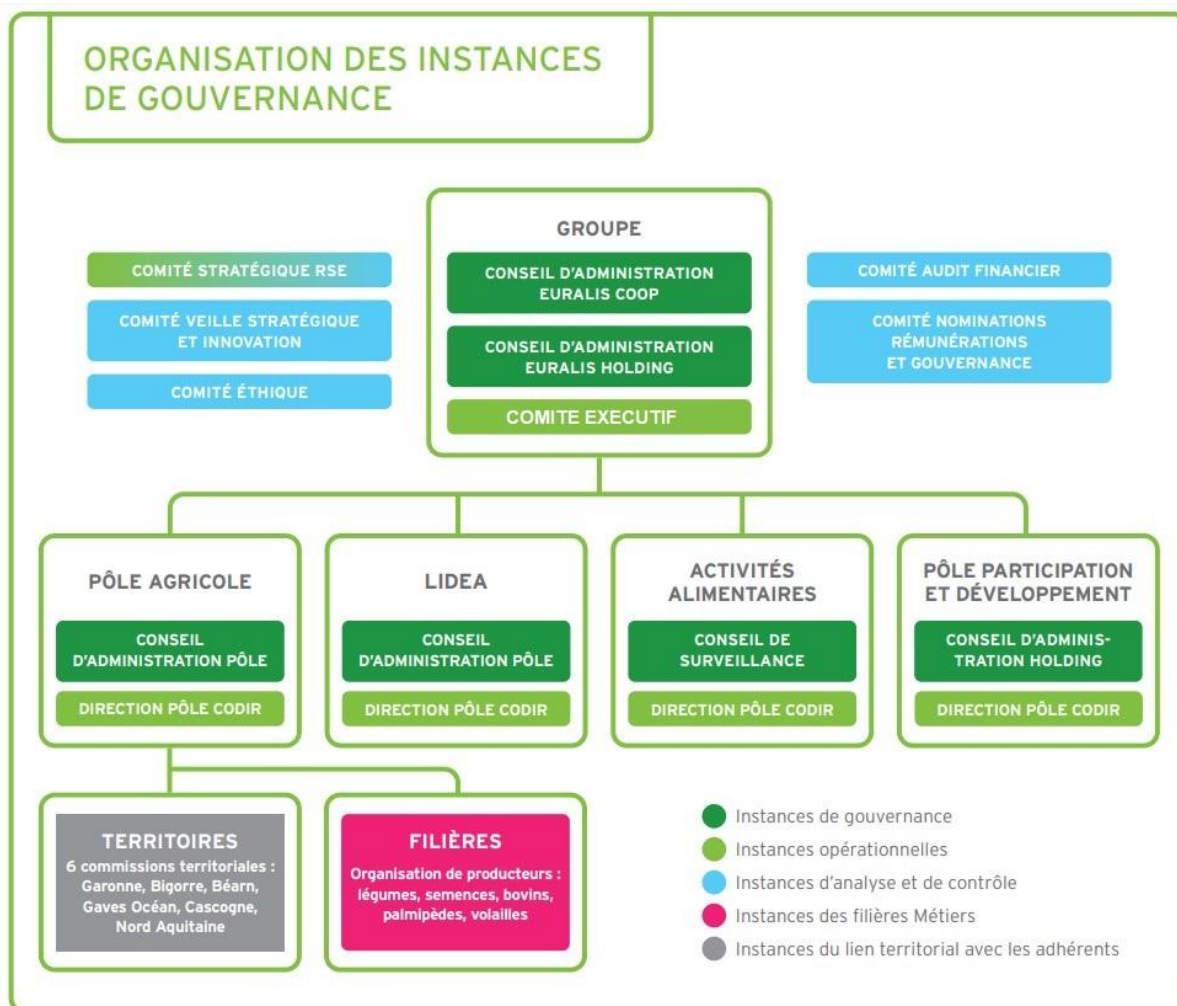 ORGANISATION DES INSTANCES
DE GOUVERNANCE
GROUPE
CONSEIL D'ADMINISTRATION
EURALIS COOP
CONSEIL D'ADMINISTRATION
EURALIS HOLDING
COMITE EXECUTIF
COMITÉ STRATÉGIQUE RSE
COMITÉ VEILLE STRATÉGIQUE
ET INNOVATION
COMITÉ ÉTHIQUE
COMITÉ AUDIT FINANCIER
COMITÉ NOMINATIONS
RÉMUNÉRATIONS
ET GOUVERNANCE
PÔLE AGRICOLE
CONSEIL
D'ADMINISTRATION PÔLE
DIRECTION PÔLE CODIR
LIDEA
CONSEIL
D'ADMINISTRATION PÔLE
DIRECTION PÔLE CODIR
ACTIVITÉS
ALIMENTAIRES
CONSEIL DE
SURVEILLANCE
DIRECTION PÔLE CODIR
PÔLE PARTICIPATION
ET DÉVELOPPEMENT
CONSEIL D'ADMINIS-
TRATION HOLDING
DIRECTION PÔLE CODIR
TERRITOIRES
6 commissions territoriales :
Garonne, Bigorre, Béarn,
Gaves Océan, Cascogne,
Nord Aquitaine
FILIÈRES
Organisation de producteurs :
légumes, semences, bovins,
palmipèdes, volailles
Instances de gouvernance
Instances opérationnelles
Instances d'analyse et de contrôle
Instances des filières Métiers
Instances du lien territorial avec les adhérents